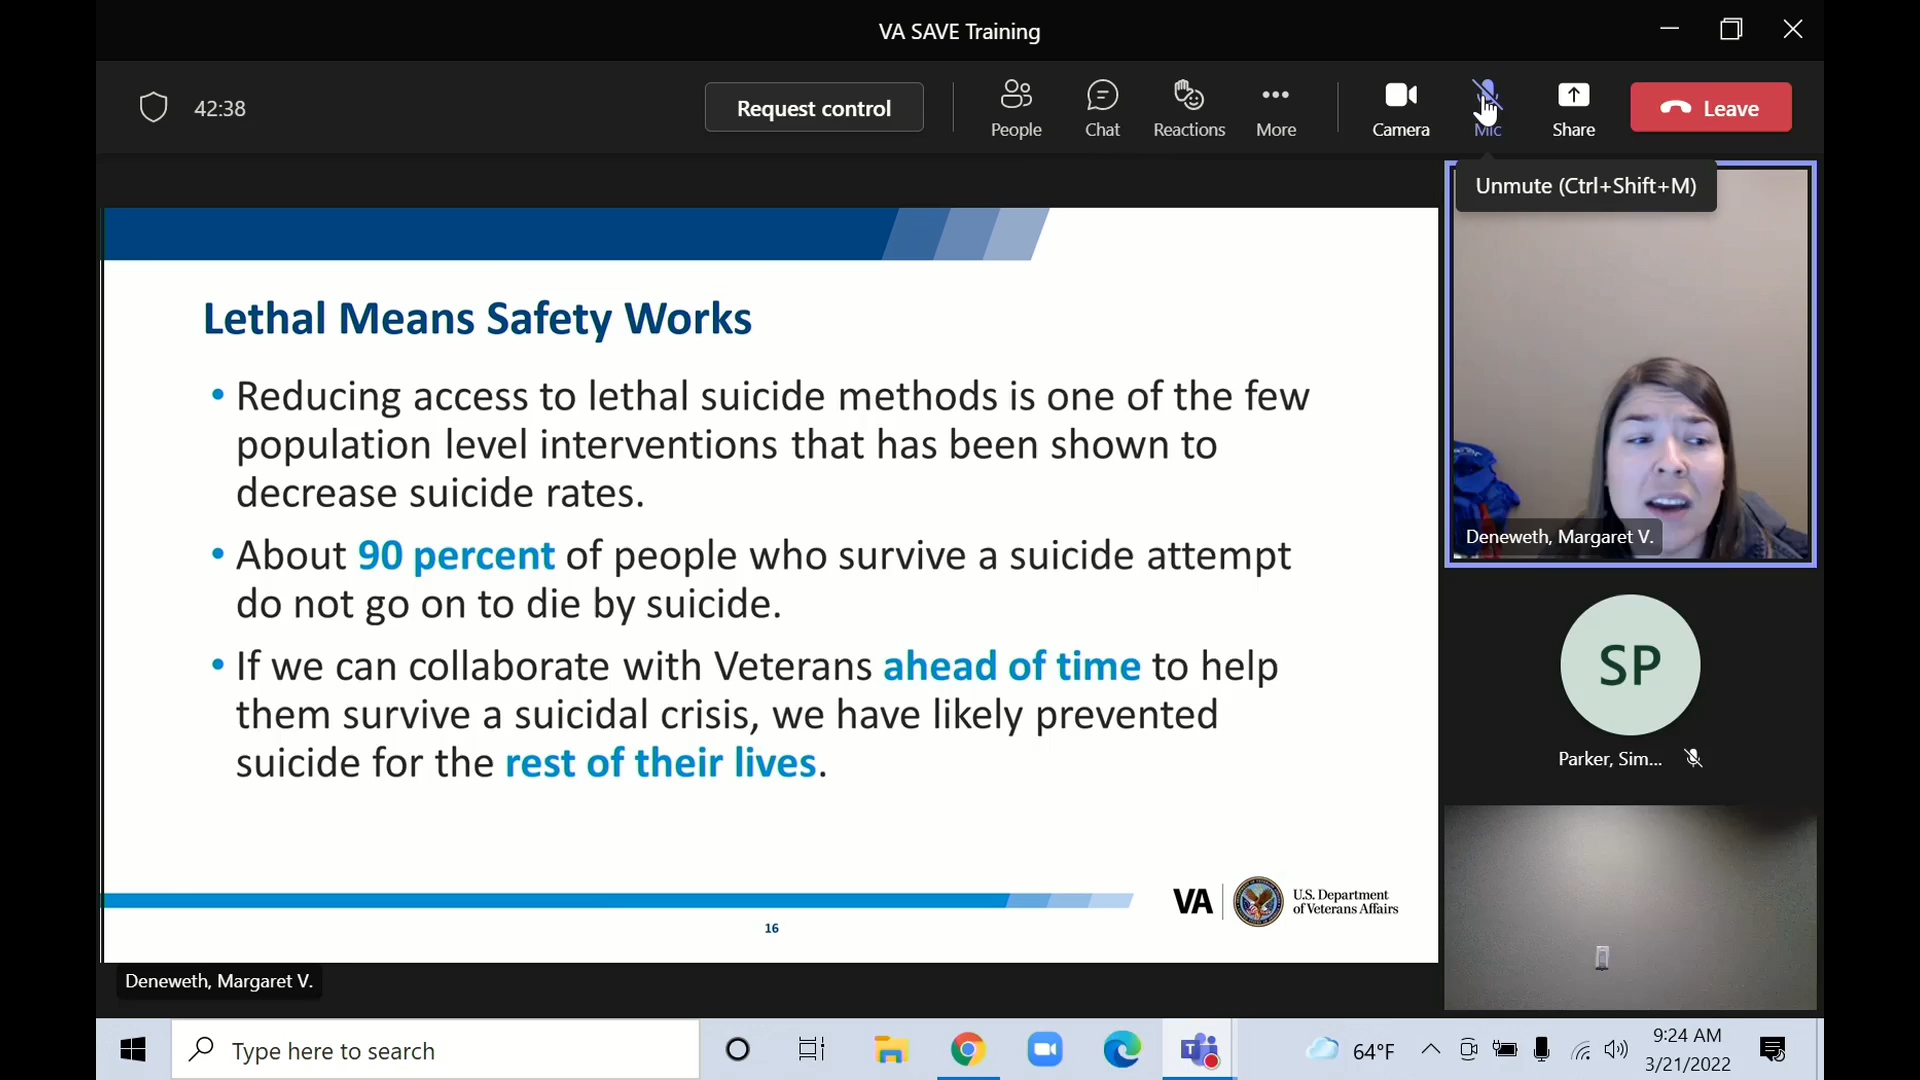 VA SAVE Training
42:38
Request control
People
Chat
Reactions
More
Camera
Mic
Share
Leave
Unmute (Ctrl+Shift+M)
Lethal Means Safety Works
• Reducing access to lethal suicide methods is one of the few
population level interventions that has been shown to
decrease suicide rates.
• About 90 percent of people who survive a suicide attempt
do not go on to die by suicide.
• If we can collaborate with Veterans ahead of time to help
them survive a suicidal crisis, we have likely prevented
suicide for the rest of their lives.
VA
U.S. Department
of Veterans Affairs
16
Deneweth, Margaret V.
Deneweth, Margaret V.
SP
Parker, Sim...
Type here to search
64°F
9:24 AM
3/21/2022